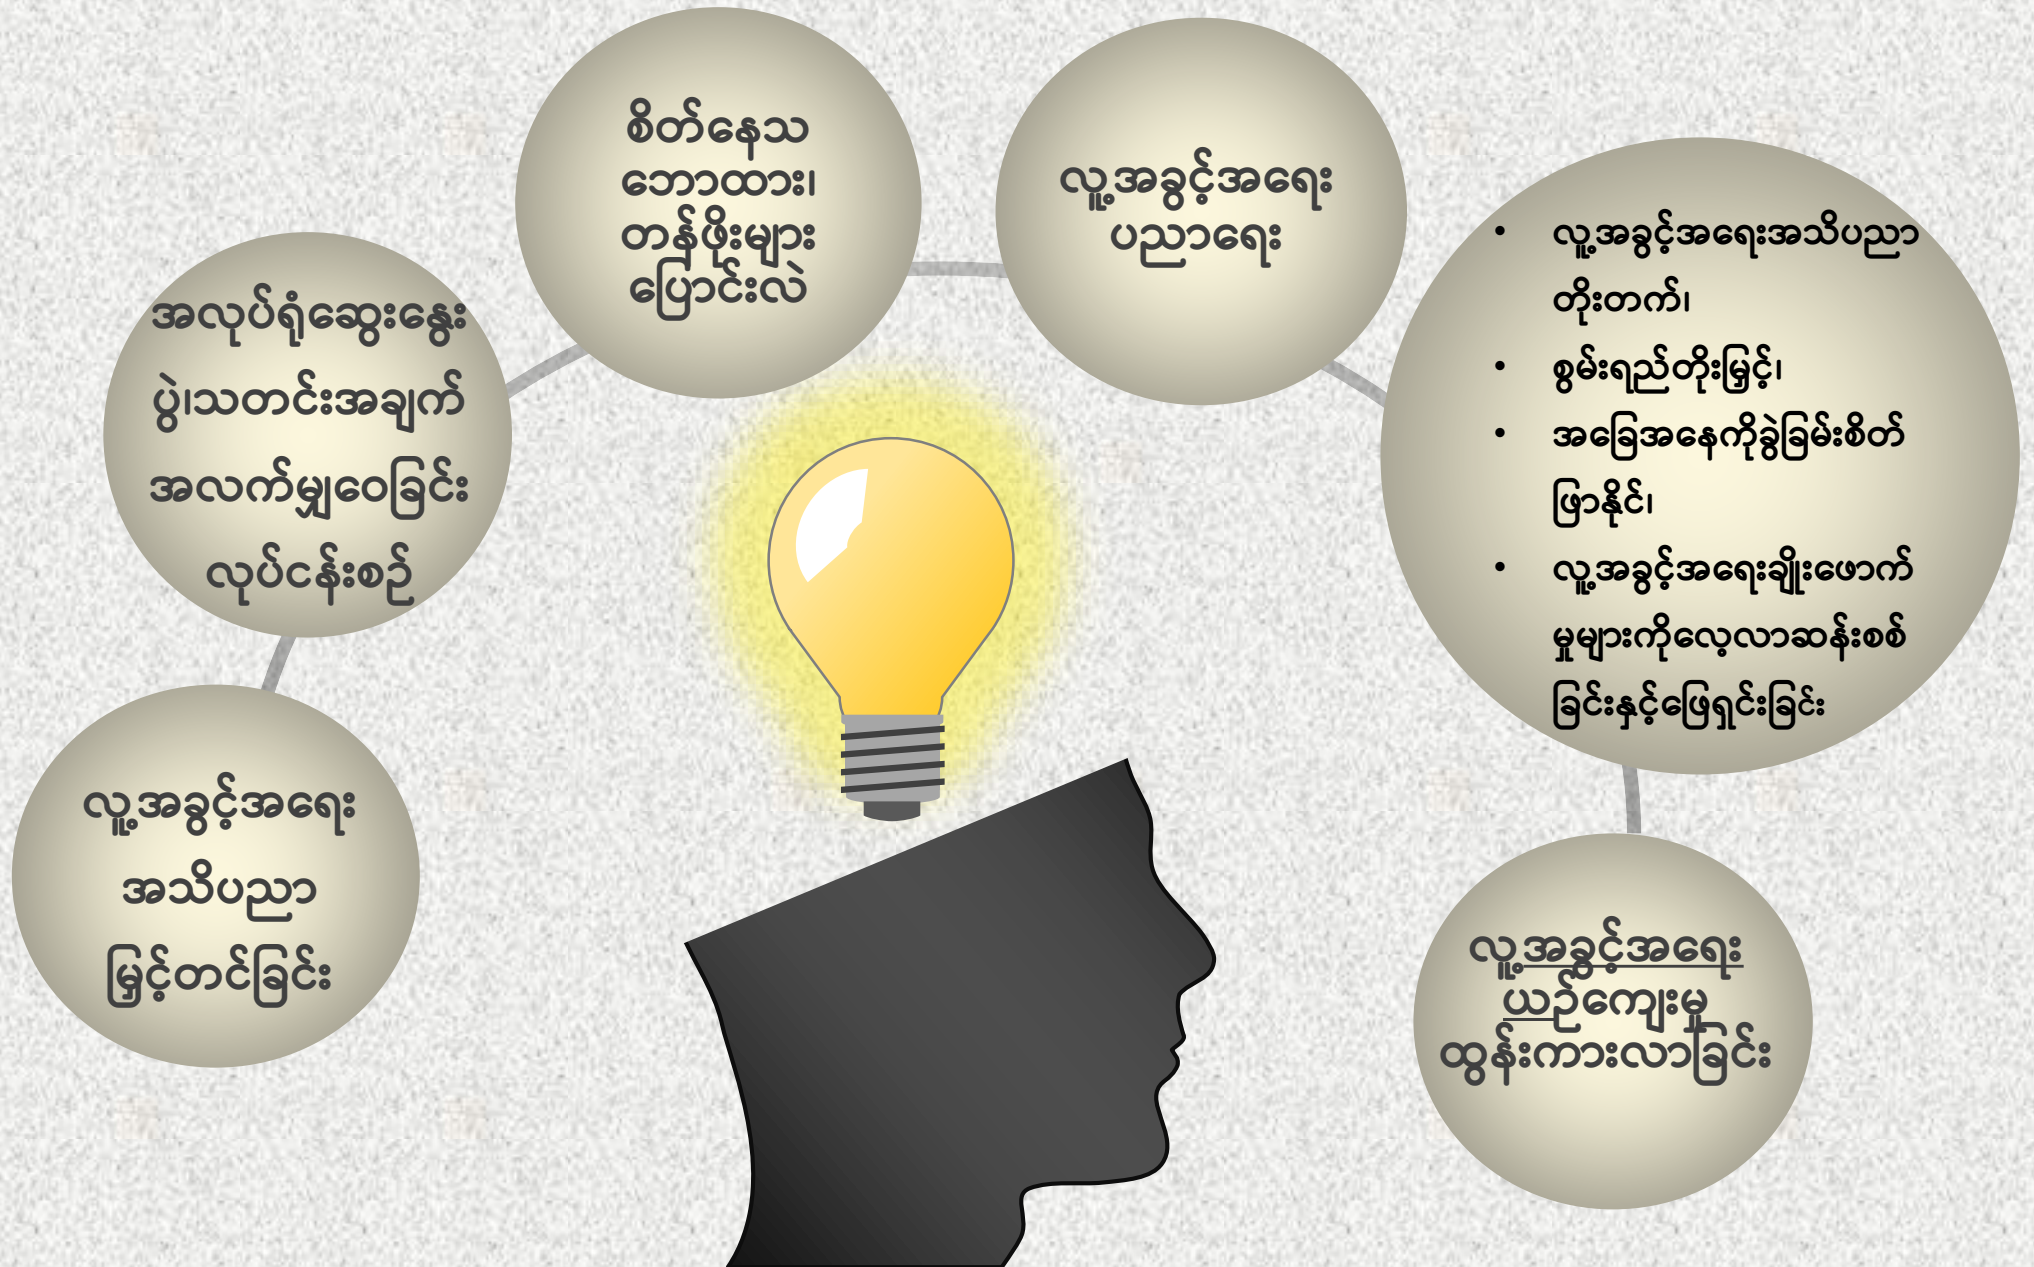 လူ့အခွင့်အရေး
အသိပညာ
မြှင့်တင်ခြင်း
အလုပ်ရုံဆွေးနွေး
ပွဲ၊သတင်းအချက်
အလက်မျှဝေခြင်း
လုပ်ငန်းစဉ်
စိတ်နေသ
ဘောထား၊
တန်ဖိုးများ
ပြောင်းလဲ
လူ့အခွင့်အရေး
ပညာရေး
• လူ့အခွင့်အရေးအသိပညာ
တိုးတက်၊
• စွမ်းရည်တိုးမြှင့်၊
• အခြေအနေကိုခွဲခြမ်းစိတ်
ဖြာနိုင်၊
• လူ့အခွင့်အရေးချိုးဖောက်
မှုများကိုလေ့လာဆန်းစစ်
ခြင်းနှင့်ဖြေရှင်းခြင်း
လူ့အခွင့်အရေး
ယဉ်ကျေးမှု
ထွန်းကားလာခြင်း